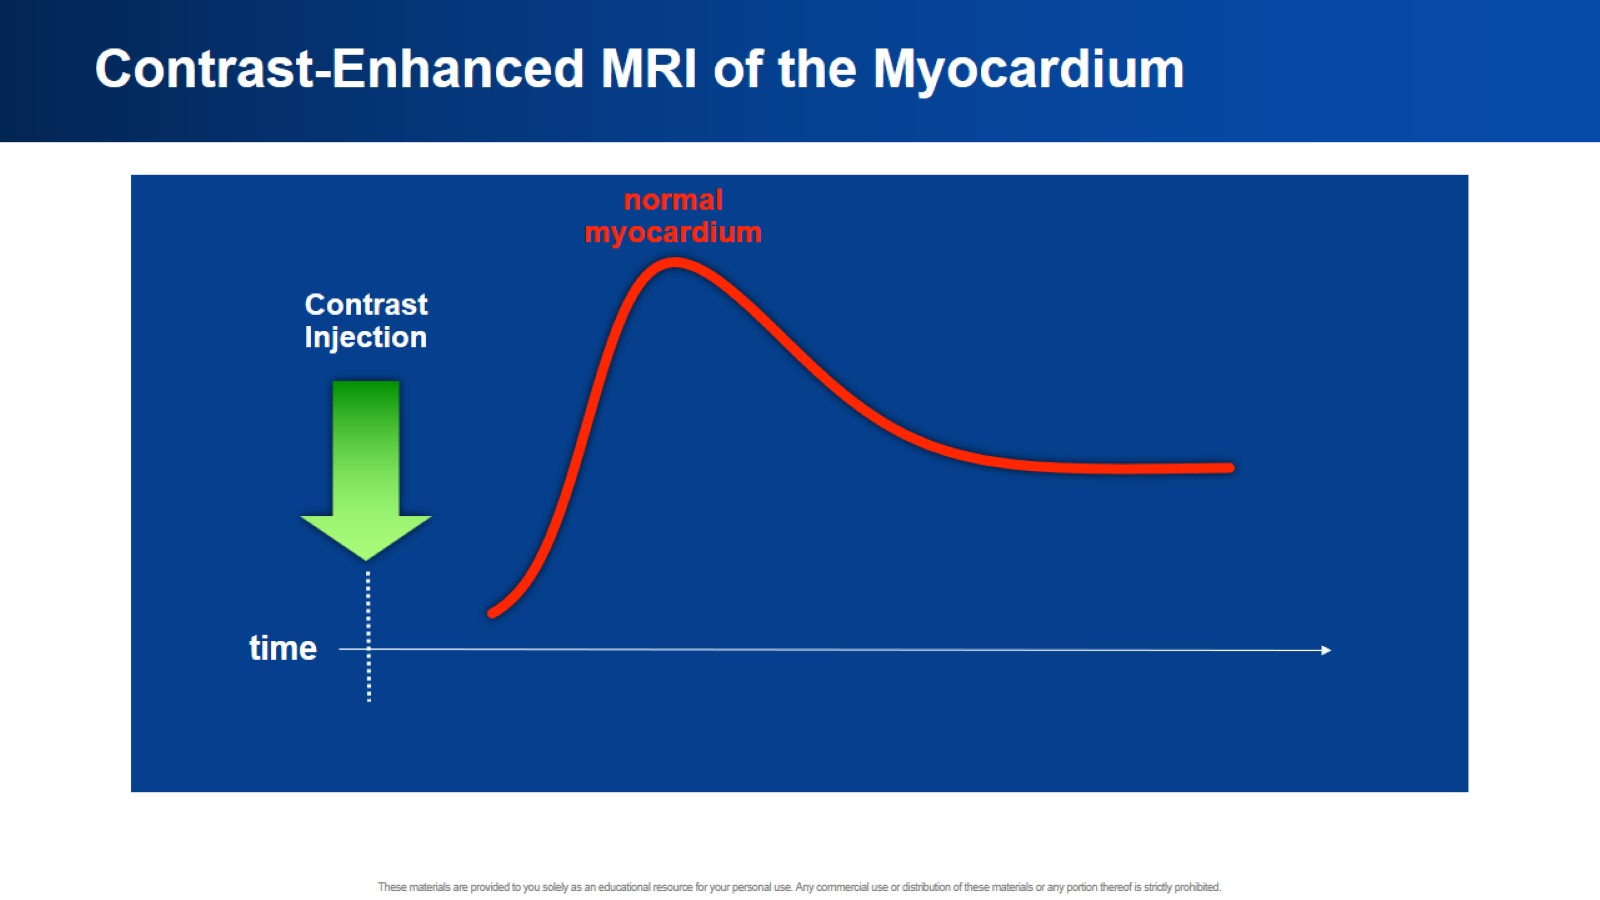 Contrast-Enhanced MRI of the Myocardium
normal
myocardium
Contrast
Injection
time
These materials are provided to you solely as an educational resource for your personal use. Any commercial use or distribution of these materials or any portion thereof is strictly prohibited.